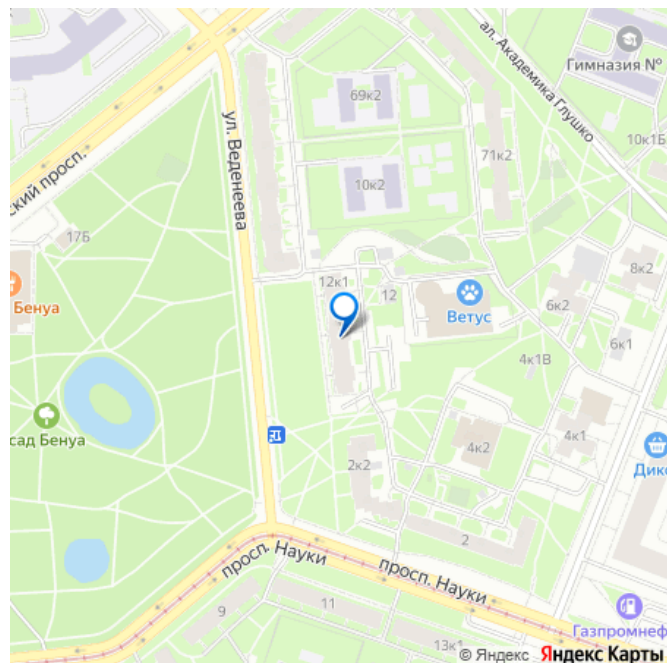 Гимназия №
ал. Академика Глушко
69к2
10к1Б
71к2
10к2
ул. Веденеева
ский просп.
17Б
8к2
12к1
12
6к2
Бенуа
Ветус
6к1
4к1В
сад Бенуа
4к1
4к2
Дикс
2к2
2
просп. Науки
просп. Науки
11
9
Газпромнеф
13к1
© Яндекс Яндекс Карты